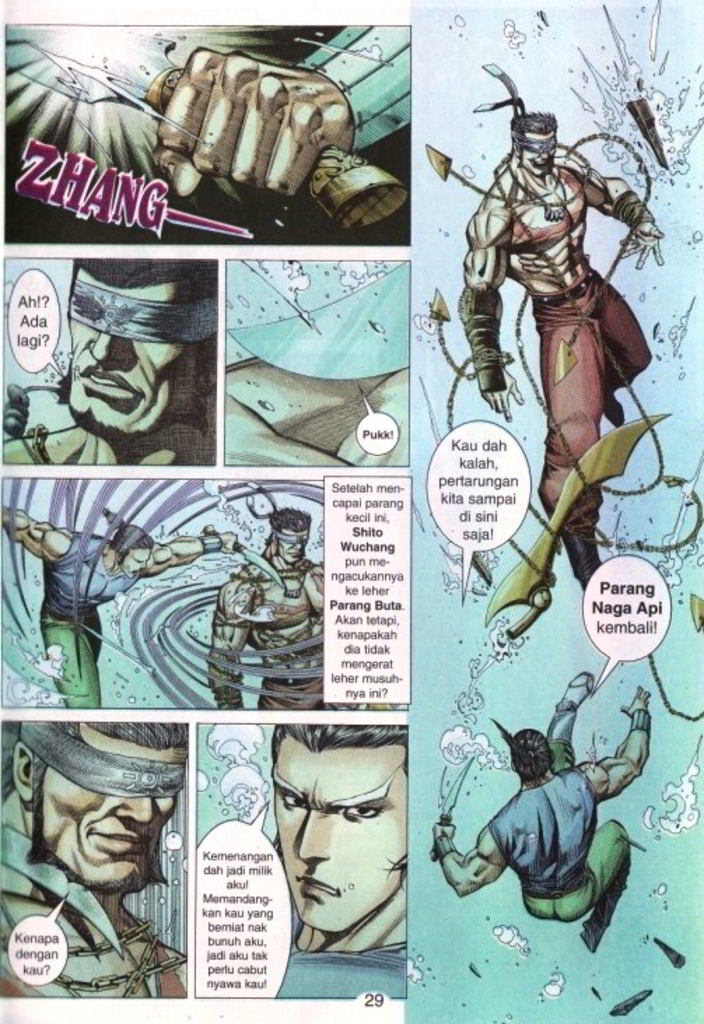 ZHANG
Ah!?
Ada
lagi?
Pukk!
Setelah men-
capai parang
kecil ini,
Shito
Wuchang
pun me-
ngacukannya
ke leher
Parang Buta.
Akan tetapi,
kenapakah
dia tidak
mengerat
leher musuh-
nya ini?
Kenapa
dengan
kau?
Kemenangan
dah jadi milik
aku!
Memandang-
kan kau yang
berniat nak
bunuh aku,
jadi aku tak
perlu cabut
nyawa kau!
Kau dah
kalah,
pertarungan
kita sampai
di sini
saja!
Parang
Naga Api
kembali!
29